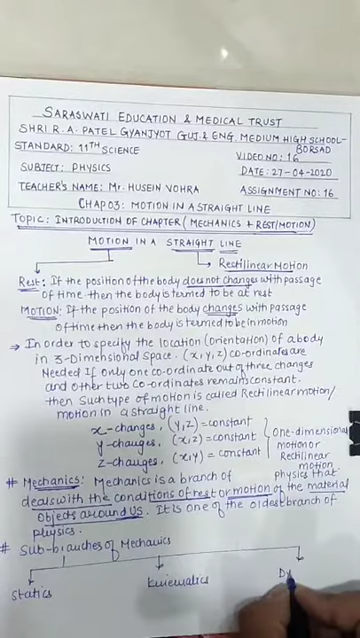 SARASWATI EDUCATION & MEDICAL TRUST
SHRI R. A. PATEL GYANJYOT GUJ & ENG. MEDIUM HIGH SCHOOL-
BORSAD
STANDARD: 11TH SCIENCE
VIDEO NO: 16
SUBJECT: PHYSICS
DATE: 27-04-2020
TEACHER'S NAME: Mr. HUSEIN VOHRA
ASSIGNMENT NO: 16
CHAP 03: MOTION IN A STRAIGHT LINE
TOPIC: INTRODUCTION OF CHAPTER (MECHANICS + REST/MOTION)
MOTION IN A STRAIGHT LINE
Rectilinear Motion
Rest: If the position of the body does not changes with passage
of time then the body is termed to be at rest
MOTION: If the position of the body changes with passage
of time then the body is termed to be in motion
⇒ In order to specify the location (orientation) of a body
in 3-Dimensional space. (x, y, z) co-ordinates are
Needed If only one co-ordinate out of three changes
and other two co-ordinates remains constant.
then such type of motion is called Rectilinear motion/
motion in a straight line.
x-changes, (y, z) = constant
y-changes, (x, z) = constant
z-changes, (x, y) = constant
One-dimensional
motion or
Rectilinear
motion
# Mechanics: Mechanics is a branch of physics that
deals with the conditions of rest or motion of the material
objects around us. It is one of the oldest branch of
physics.
# Sub-branches of Mechanics
Statics
Kinematics
Dy